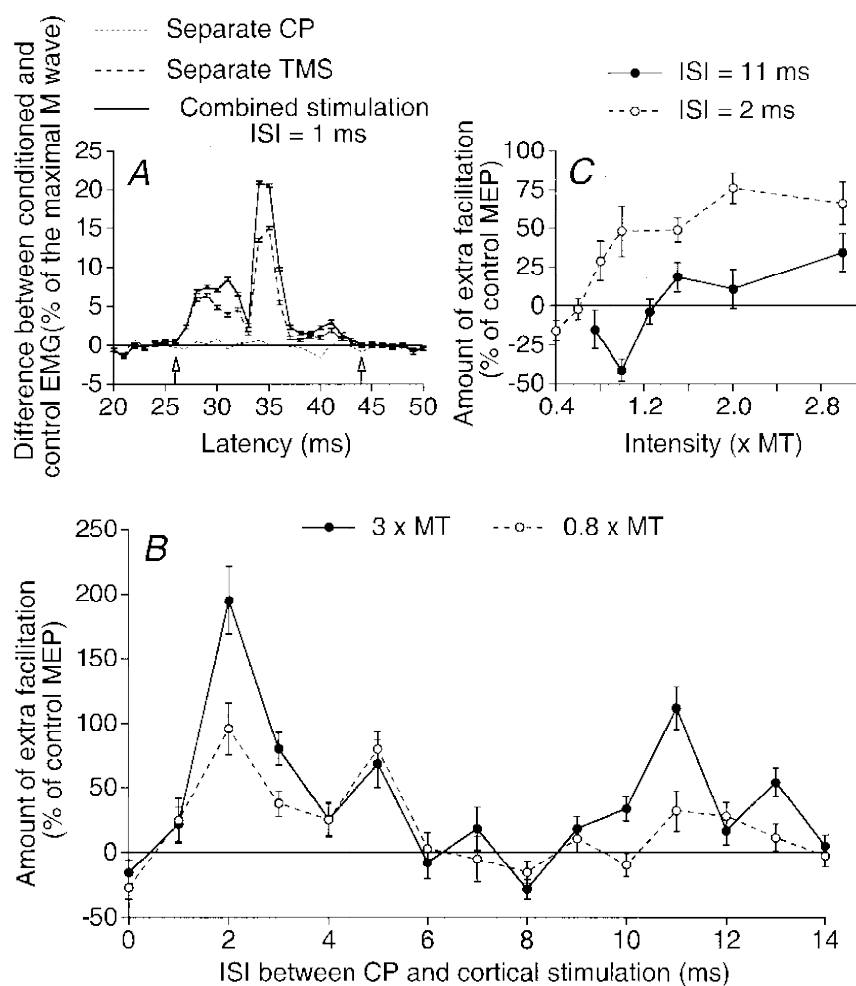 Separate CP
Separate TMS
Combined stimulation
ISI = 1 ms
Difference between conditioned and
control EMG(% of the maximal M wave)
A
25
20
15
10
5
0
-5
20 25 30 35 40 45 50
Latency (ms)
ISI = 11 ms
ISI = 2 ms
Amount of extra facilitation
(% of control MEP)
C
100
75
50
25
0
-25
-50
0.4 1.2 2.0 2.8
Intensity (x MT)
3 x MT 0.8 x MT
Amount of extra facilitation
(% of control MEP)
B
250
200
150
100
50
0
-50
0 2 4 6 8 10 12 14
ISI between CP and cortical stimulation (ms)